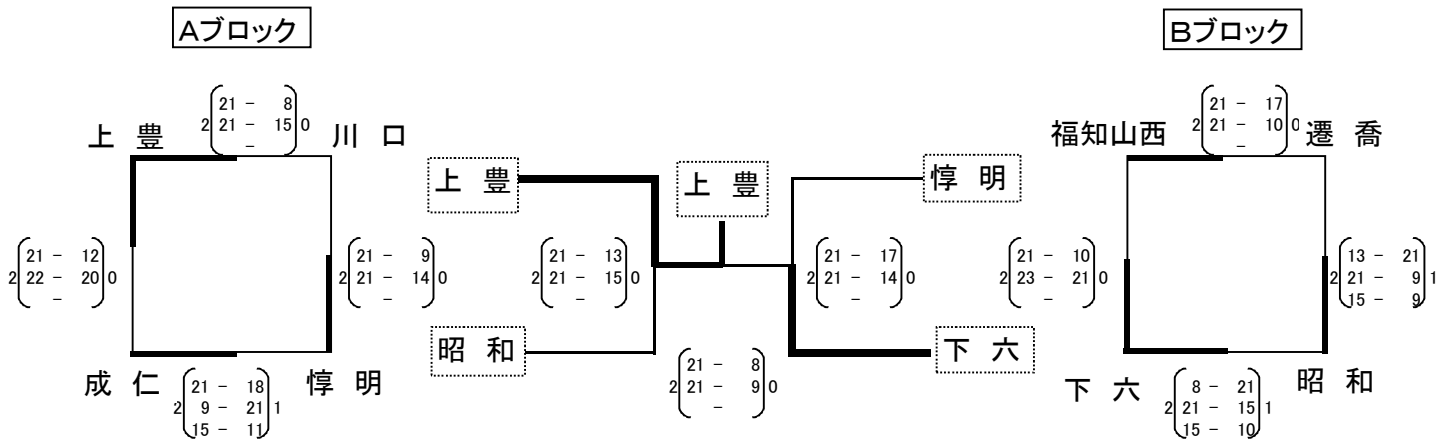 Aブロック
Bブロック
上 豊
2 21 - 8 0
21 - 15
-
川 口
福知山西
2 21 - 17 0
21 - 10
-
遷 喬
上 豊
上 豊
惇 明
2 21 - 12 0
22 - 20
-
2 21 - 9 0
21 - 14
-
2 21 - 13 0
21 - 15
-
2 21 - 17 0
21 - 14
-
2 21 - 10 0
23 - 21
-
2 13 - 21 1
21 - 9
15 - 9
昭 和
下 六
2 21 - 8 0
21 - 9
-
成 仁
2 21 - 18 1
9 - 21
15 - 11
惇 明
下 六
2 8 - 21 1
21 - 15
15 - 10
昭 和